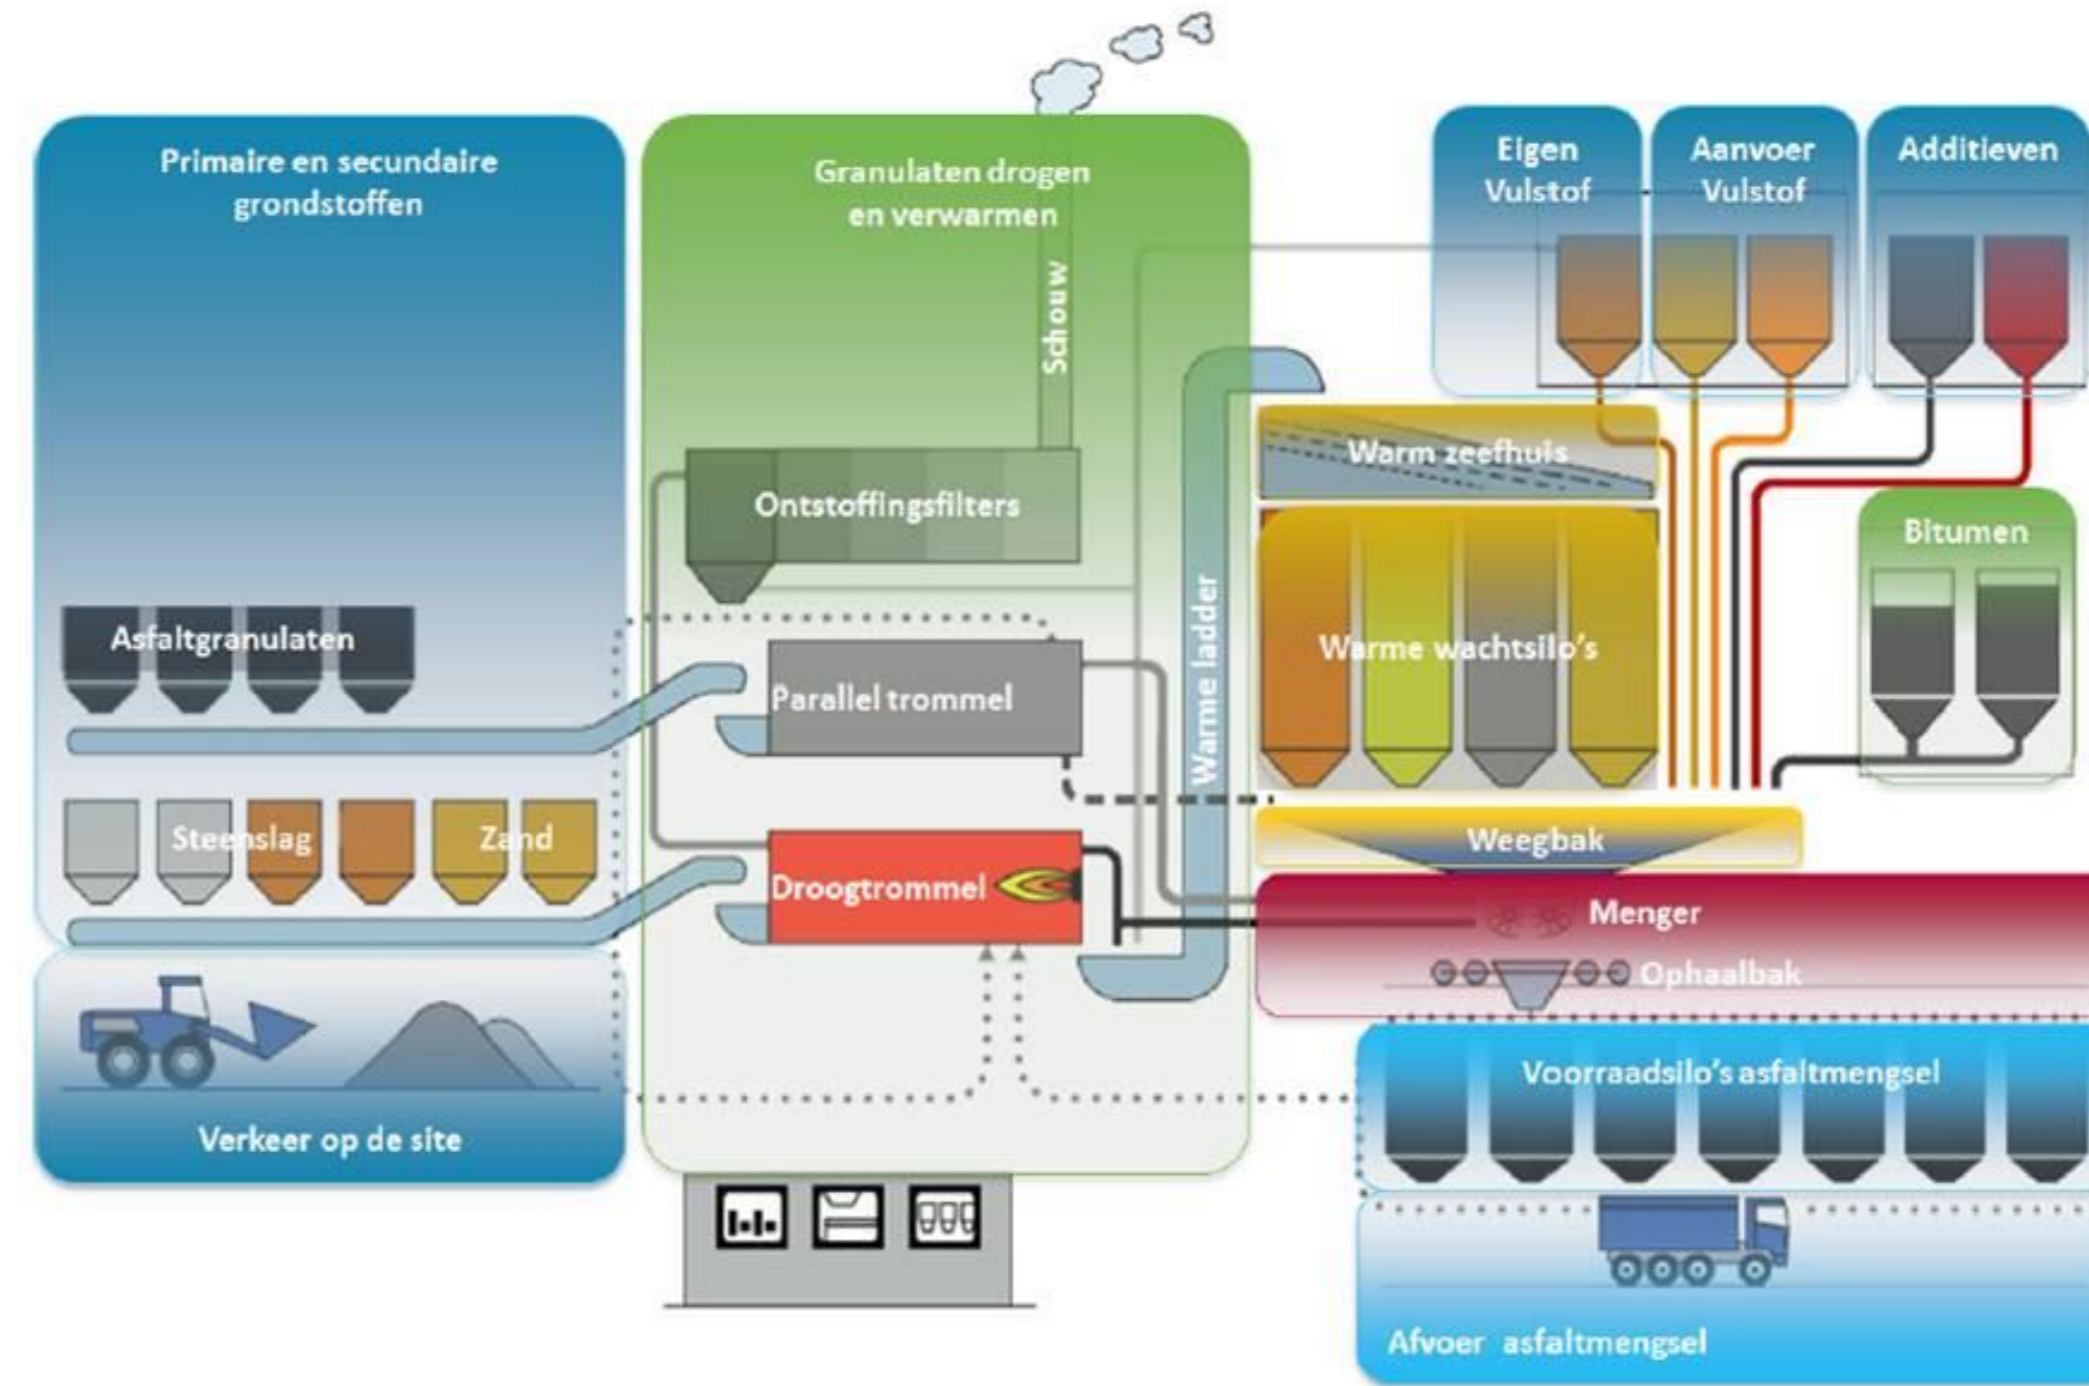 Primaire en secundaire
grondstoffen
Asfaltgranulaten
Steenslag
Zand
Verkeer op de site
Granulaten drogen
en verwarmen
Schouw
Ontstoffingsfilters
Parallel trommel
Droogtrommel
Warme ladder
Eigen
Vulstof
Aanvoer
Vulstof
Additieven
Warm zeefhuis
Warme wachtsilo's
Bitumen
Weegbak
Menger
Ophaalbak
Voorraadsilo's asfaltmengsel
Afvoer asfaltmengsel